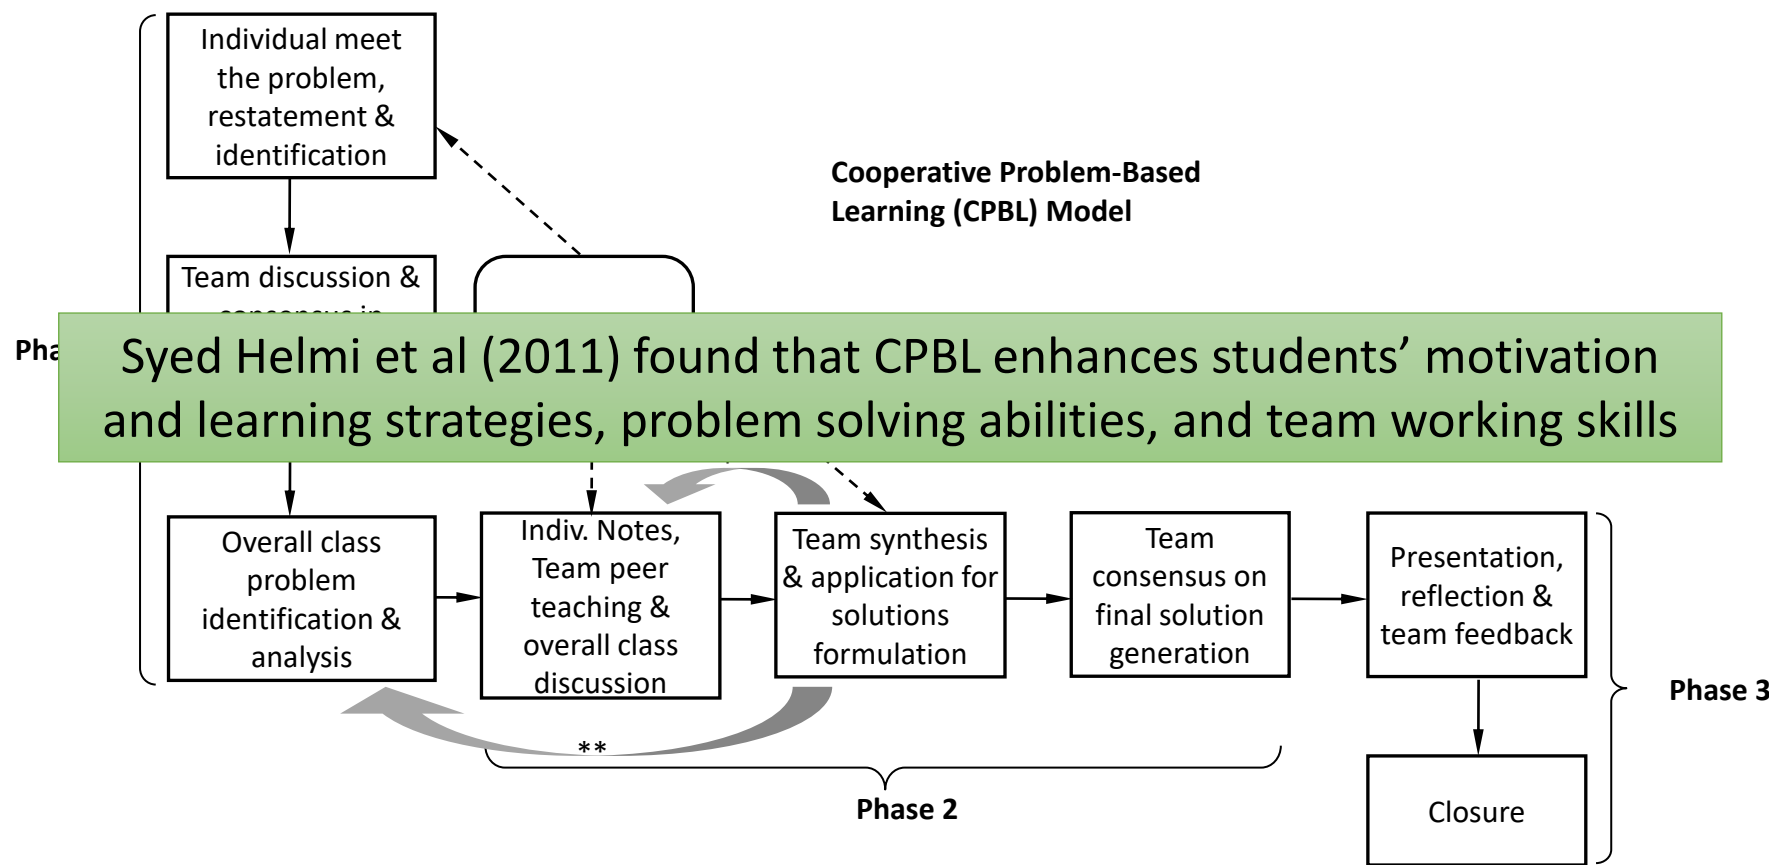 Individual meet
the problem,
restatement &
identification
Cooperative Problem-Based
Learning (CPBL) Model
Team discussion &
consensus in
Syed Helmi et al (2011) found that CPBL enhances students’ motivation
and learning strategies, problem solving abilities, and team working skills
Overall class
problem
identification &
analysis
Indiv. Notes,
Team peer
teaching &
overall class
discussion
Team synthesis
& application for
solutions
formulation
Team
consensus on
final solution
generation
Presentation,
reflection &
team feedback
Phase 3
**
Phase 2
Closure